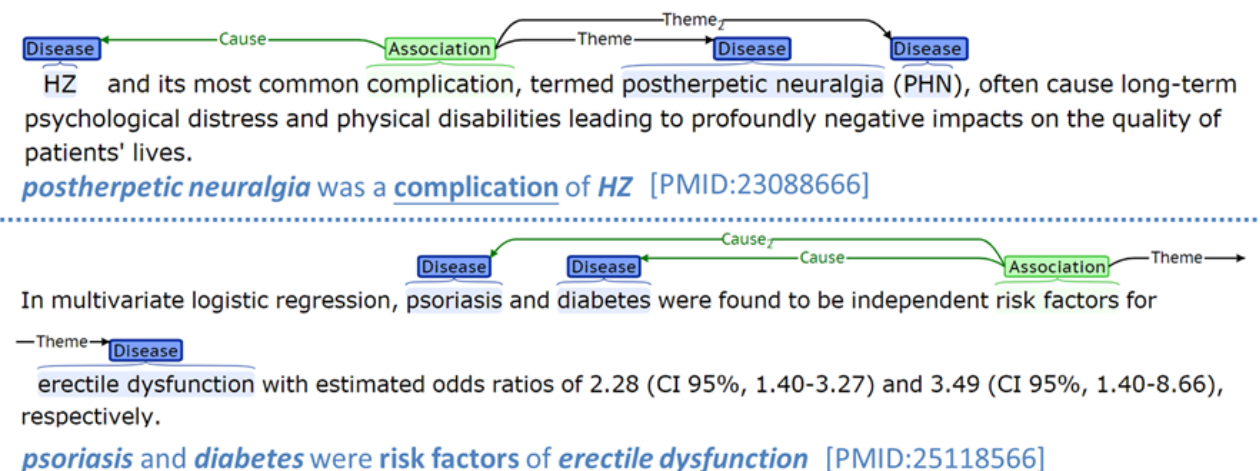 Theme2
Disease Cause Association Theme Disease Disease
HZ and its most common complication, termed postherpetic neuralgia (PHN), often cause long-term
psychological distress and physical disabilities leading to profoundly negative impacts on the quality of
patients' lives.
postherpetic neuralgia was a complication of HZ [PMID:23088666]
Cause2
Disease Disease Cause Association Theme
In multivariate logistic regression, psoriasis and diabetes were found to be independent risk factors for
Theme Disease
erectile dysfunction with estimated odds ratios of 2.28 (CI 95%, 1.40-3.27) and 3.49 (CI 95%, 1.40-8.66),
respectively.
psoriasis and diabetes were risk factors of erectile dysfunction [PMID:25118566]